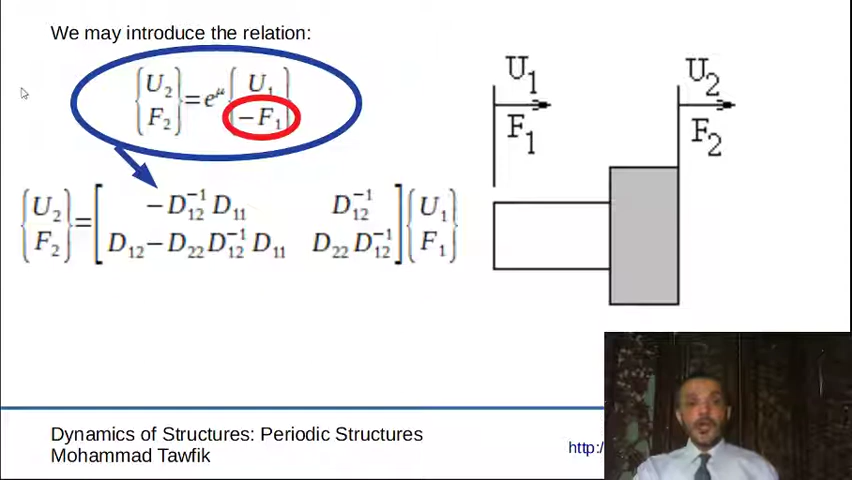 We may introduce the relation:
{U₂ F₂} = e^μ {U₁ −F₁}
{U₂ F₂} = [−D₁₂⁻¹ D₁₁ D₁₂⁻¹ D₁₂−D₂₂ D₁₂⁻¹ D₁₁ D₂₂ D₁₂⁻¹] {U₁ F₁}
U₁ U₂
F₁ F₂
Dynamics of Structures: Periodic Structures
Mohammad Tawfik
http:/